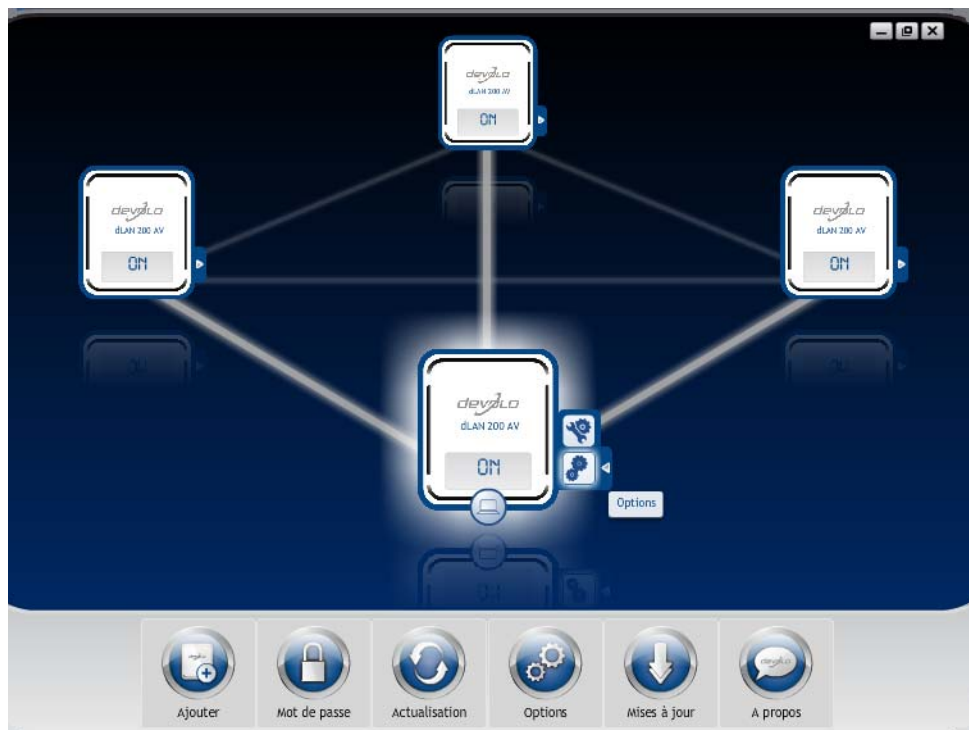 devolo
dLAN 200 AV
ON
devolo
dLAN 200 AV
ON
devolo
dLAN 200 AV
ON
devolo
dLAN 200 AV
ON
Options
Ajouter
Mot de passe
Actualisation
Options
Mises à jour
devolo
A propos